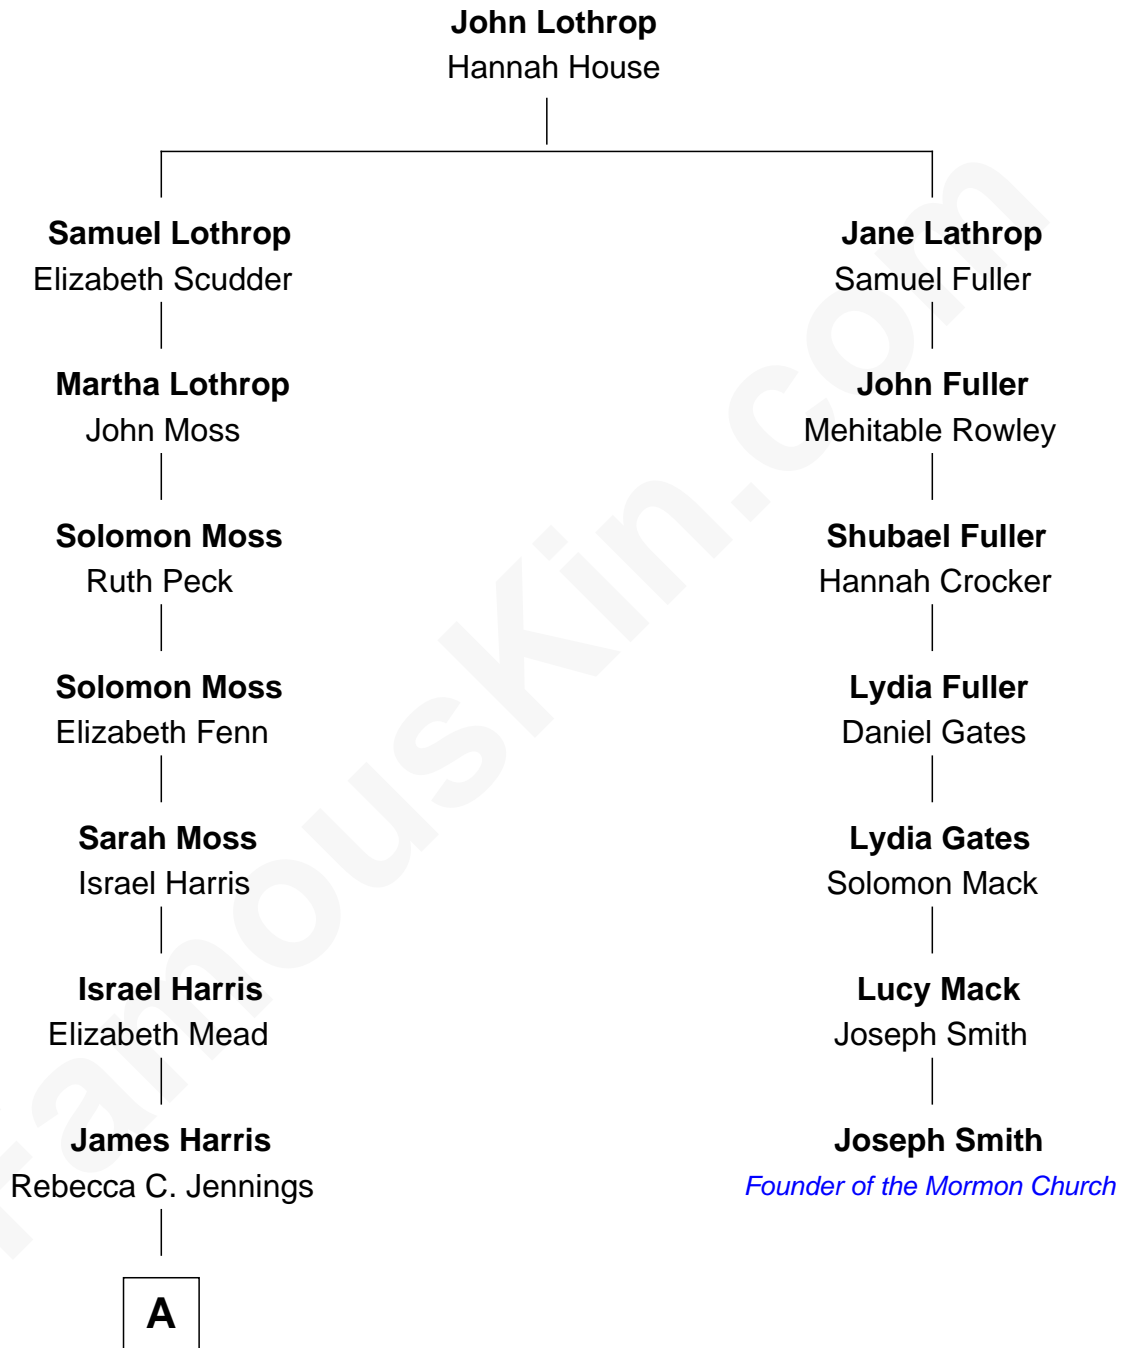 John Lothrop
Hannah House
Samuel Lothrop
Elizabeth Scudder
Jane Lathrop
Samuel Fuller
Martha Lothrop
John Moss
John Fuller
Mehitable Rowley
Solomon Moss
Ruth Peck
Shubael Fuller
Hannah Crocker
Solomon Moss
Elizabeth Fenn
Lydia Fuller
Daniel Gates
Sarah Moss
Israel Harris
Lydia Gates
Solomon Mack
Israel Harris
Elizabeth Mead
Lucy Mack
Joseph Smith
James Harris
Rebecca C. Jennings
Joseph Smith
Founder of the Mormon Church
A
FamousKin.com